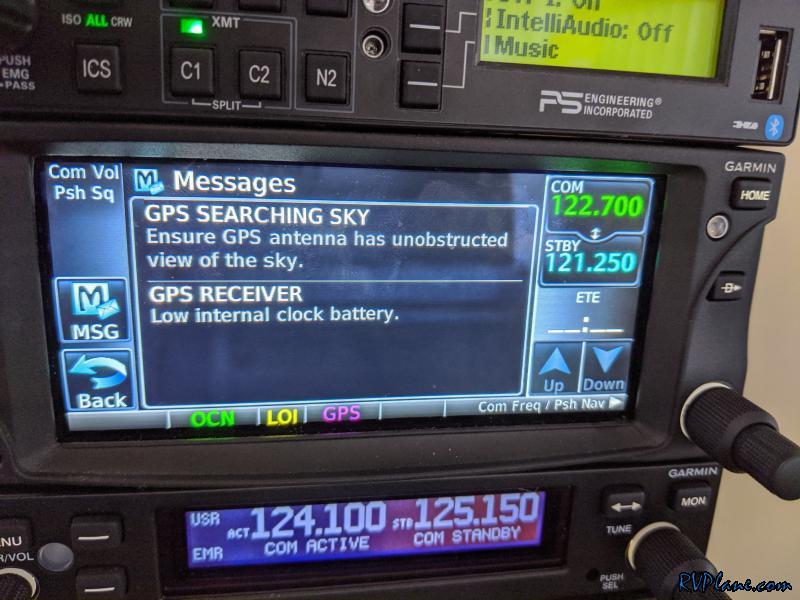 IntelliAudio: Off
Music
ISO ALL CRW
XMT
PUSH
EMG
PASS
ICS
C1
C2
N2
SPLIT
PS ENGINEERING®
INCORPORATED
GARMIN
HOME
Com Vol
Psh Sq
Messages
GPS SEARCHING SKY
Ensure GPS antenna has unobstructed
view of the sky.
GPS RECEIVER
Low internal clock battery.
COM
122.700
STBY
121.250
ETE
__:__
MSG
Back
Up
Down
OCN
LOI
GPS
Com Freq / Psh Nav
GARMIN
MON
USR
ACT 124.100 STB 125.150
EMR
COM ACTIVE
COM STANDBY
TUNE
PUSH
SEL
NU
R/VOL
RVPlane.com